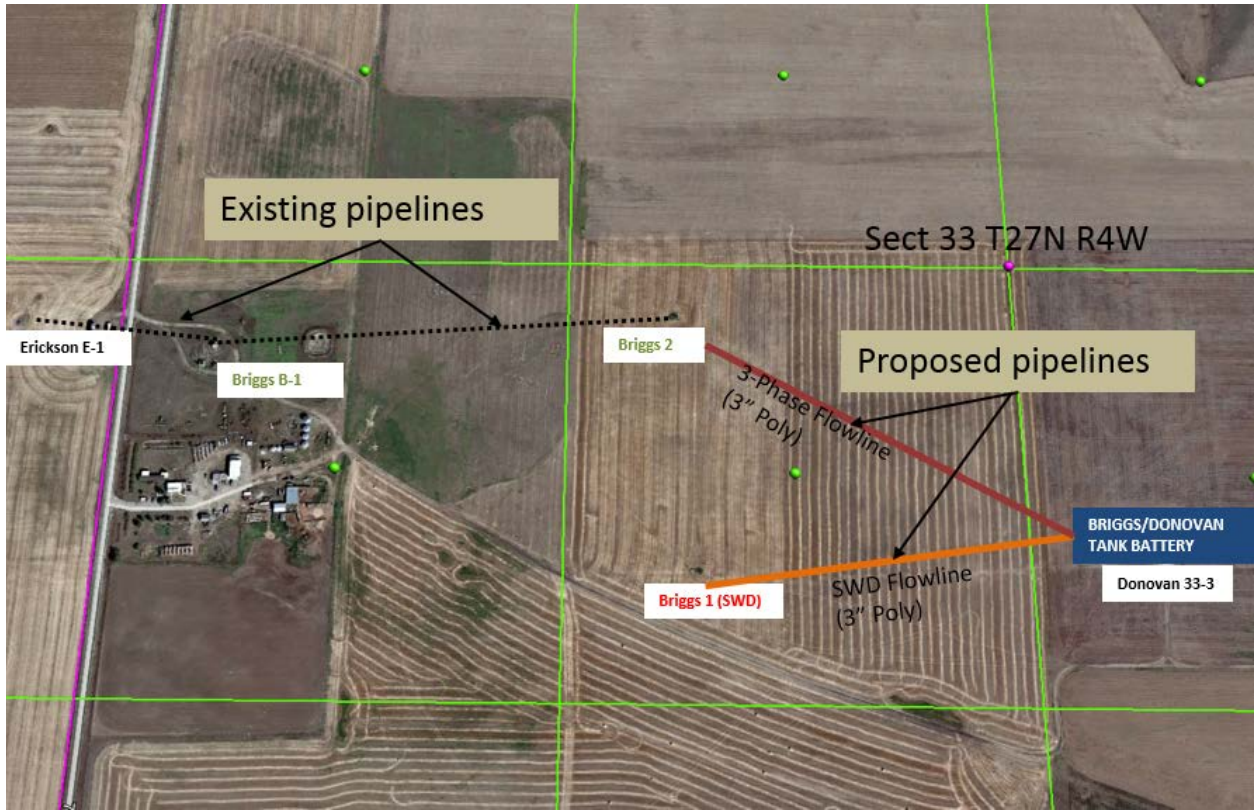 Existing pipelines
Sect 33 T27N R4W
Erickson E-1
Briggs B-1
Briggs 2
Proposed pipelines
3-Phase Flowline
(3” Poly)
BRIGGS/DONOVAN
TANK BATTERY
Donovan 33-3
Briggs 1 (SWD)
SWD Flowline
(3” Poly)